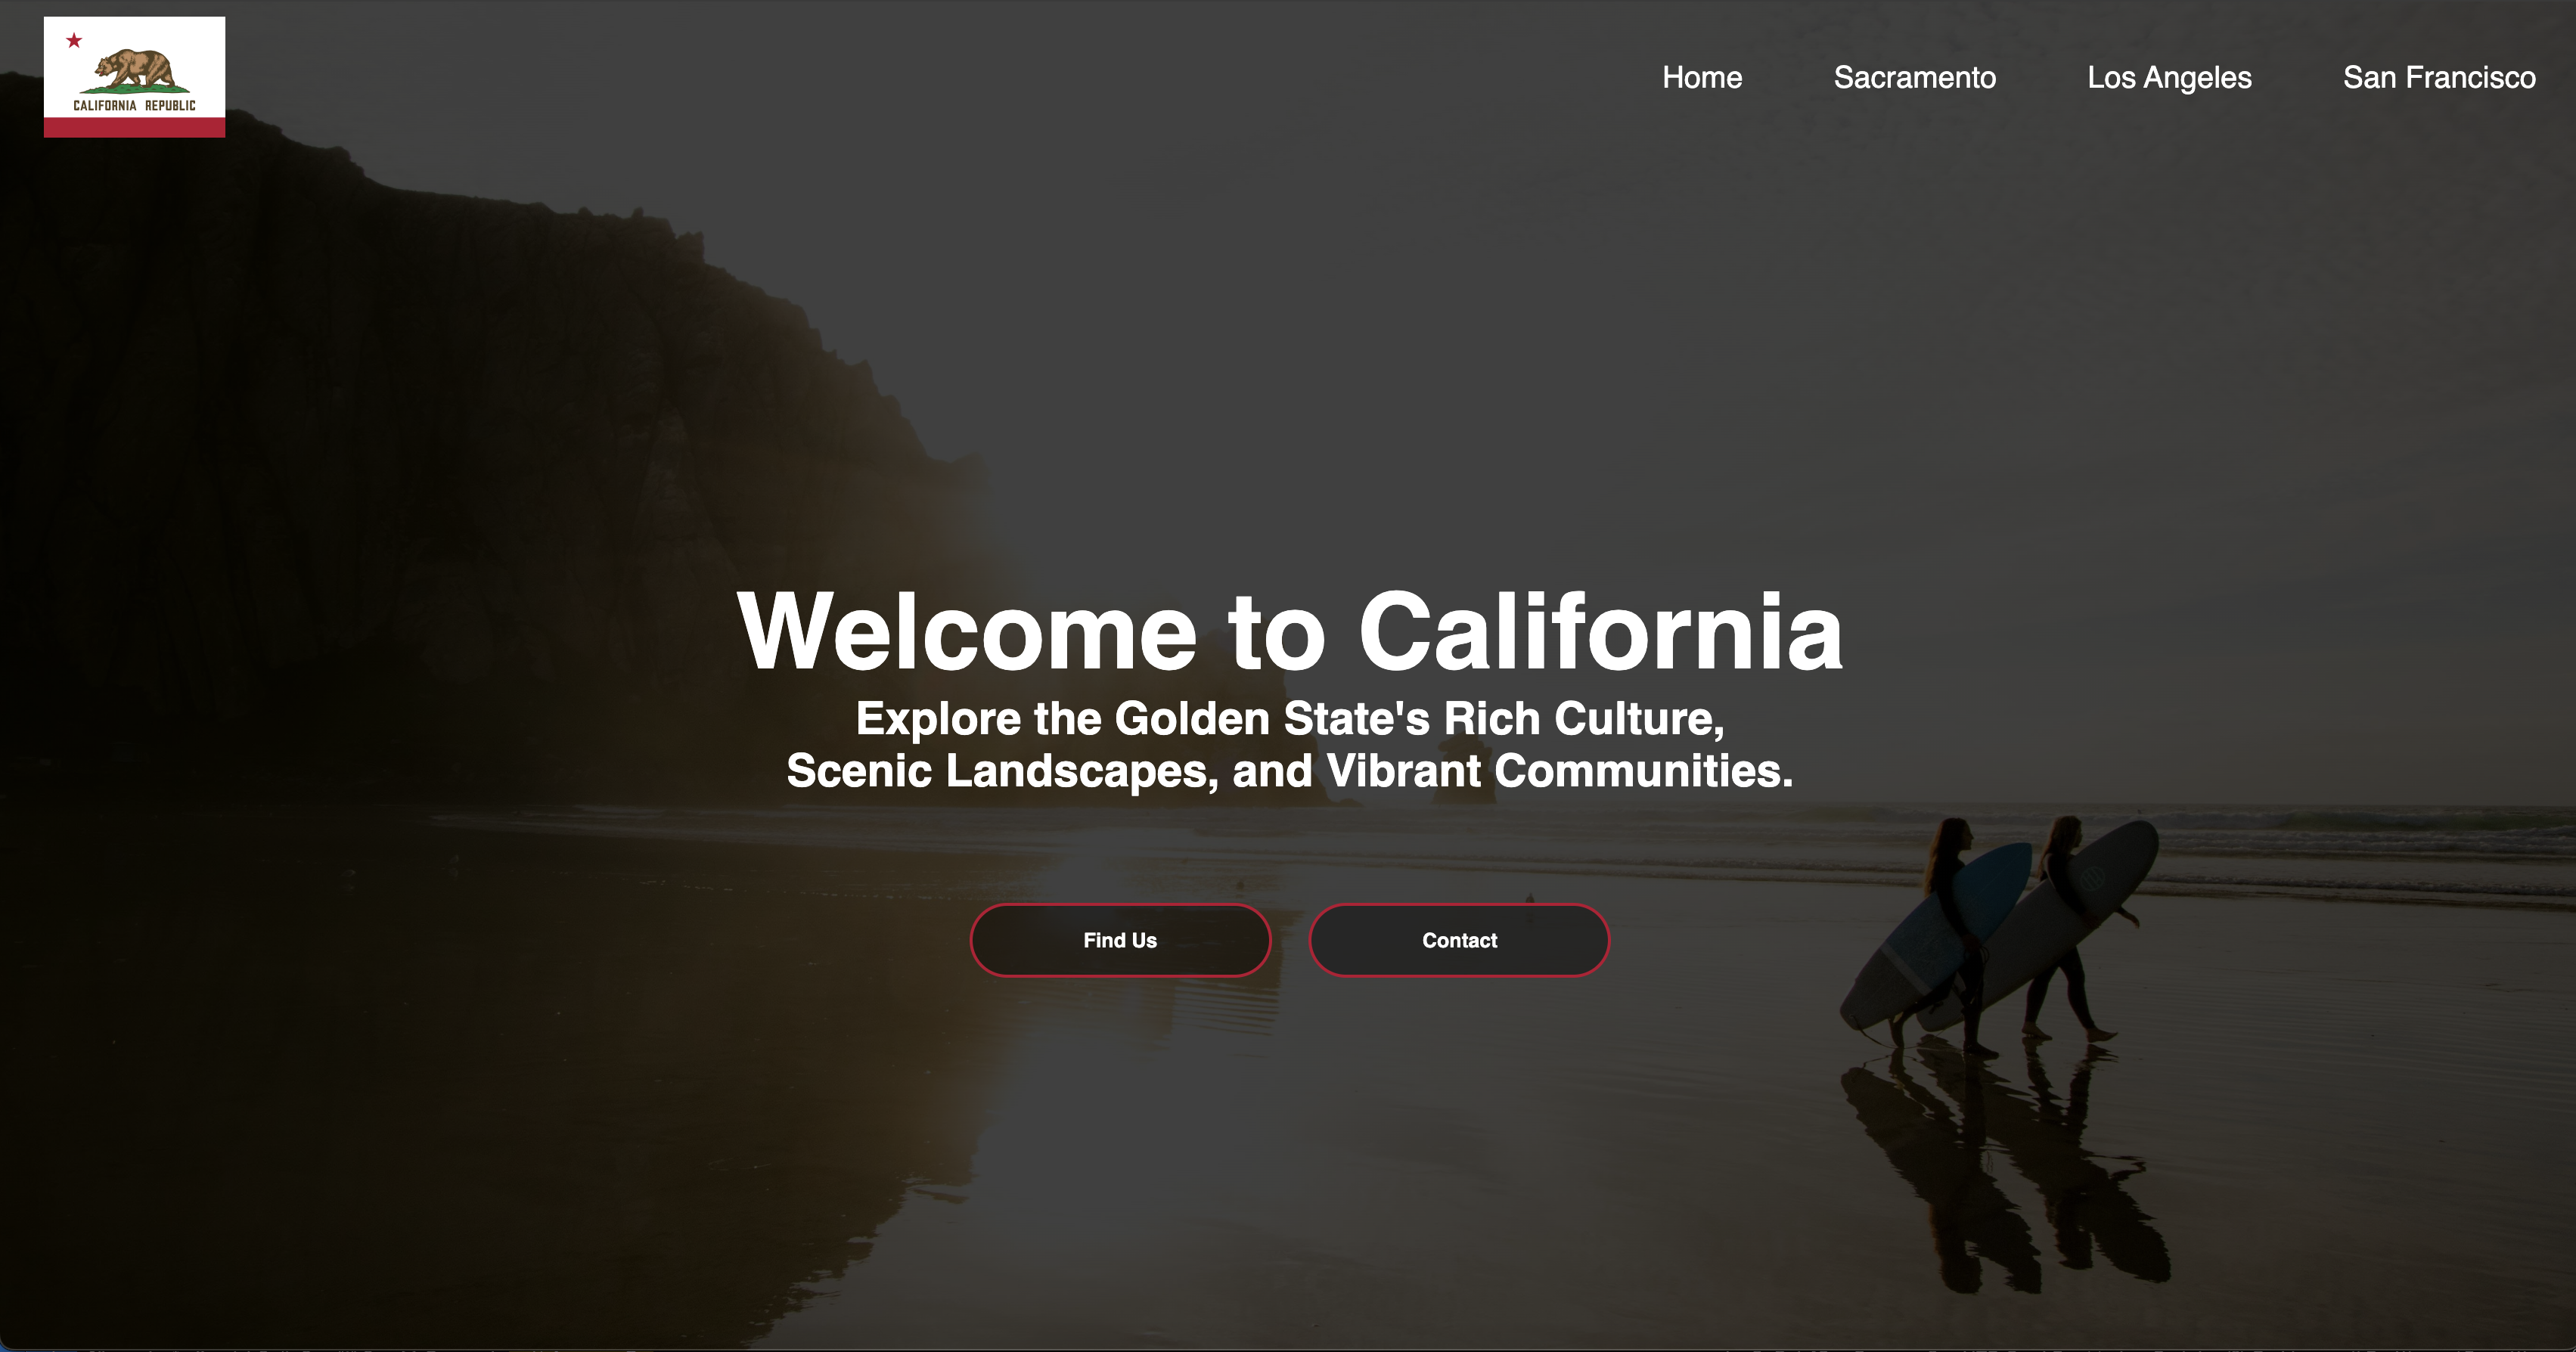 CALIFORNIA REPUBLIC
Home Sacramento Los Angeles San Francisco
Welcome to California
Explore the Golden State's Rich Culture,
Scenic Landscapes, and Vibrant Communities.
Find Us Contact